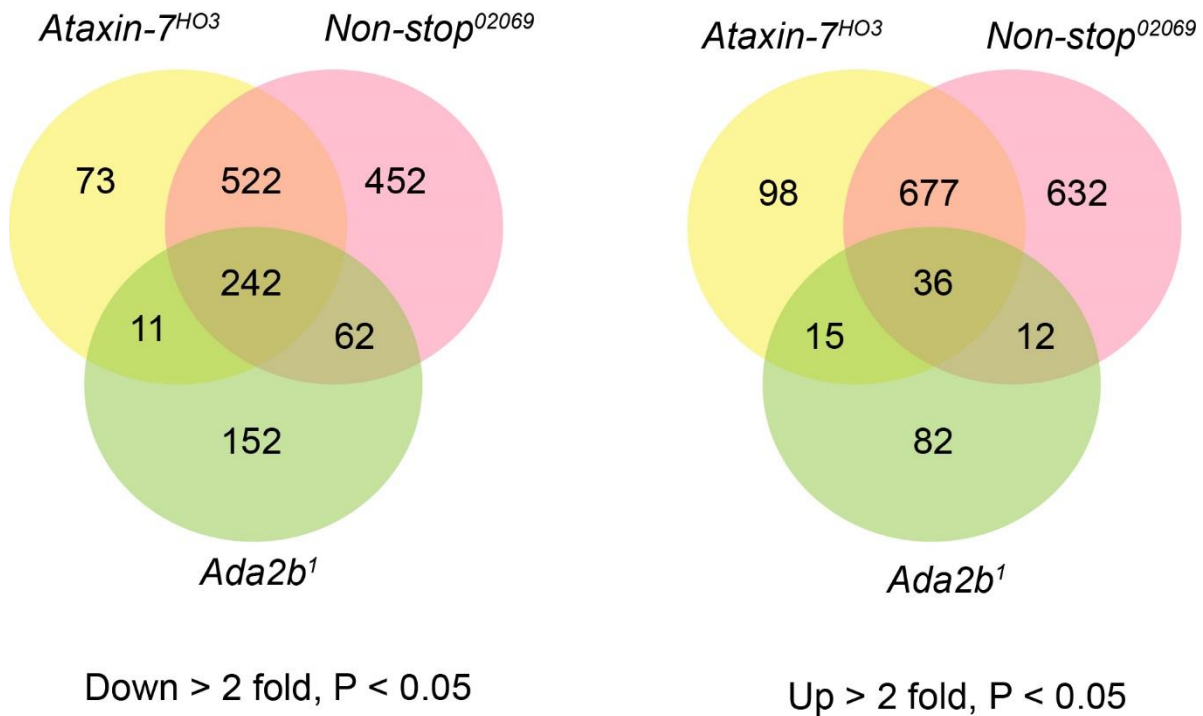 Ataxin-7HO3 Non-stop02069
73 522 452
242
11 62
152
Ada2b1
Down > 2 fold, P < 0.05
Ataxin-7HO3 Non-stop02069
98 677 632
36
15 12
82
Ada2b1
Up > 2 fold, P < 0.05